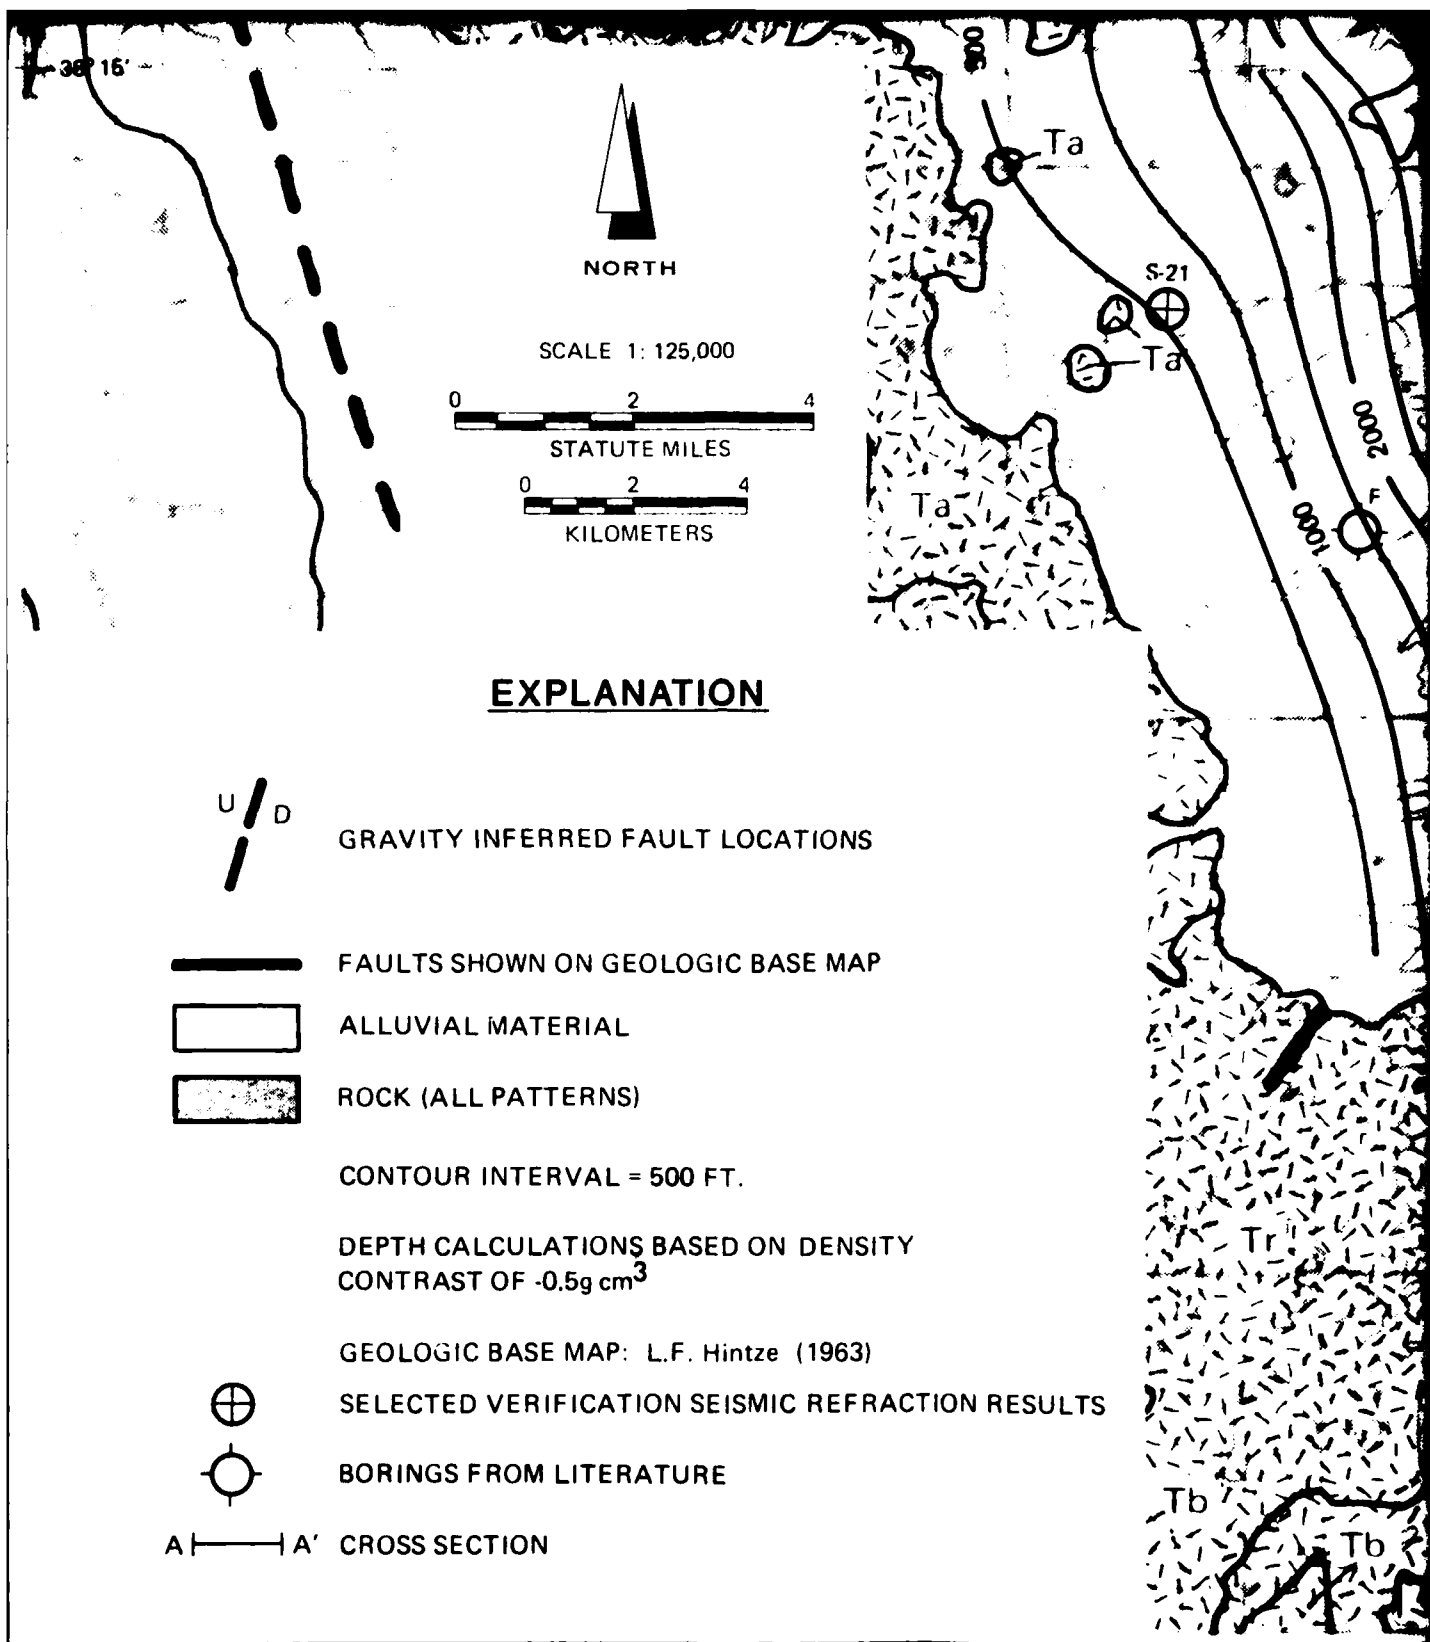 38° 15'
NORTH
SCALE 1: 125,000
0 2 4
STATUTE MILES
0 2 4
KILOMETERS
500
Ta
S-21
Ta
2000
F
1000
Ta
EXPLANATION
U D
GRAVITY INFERRED FAULT LOCATIONS
FAULTS SHOWN ON GEOLOGIC BASE MAP
ALLUVIAL MATERIAL
ROCK (ALL PATTERNS)
CONTOUR INTERVAL = 500 FT.
DEPTH CALCULATIONS BASED ON DENSITY
CONTRAST OF -0.5g cm³
GEOLOGIC BASE MAP: L.F. Hintze (1963)
SELECTED VERIFICATION SEISMIC REFRACTION RESULTS
BORINGS FROM LITERATURE
A A' CROSS SECTION
Tr
Tb
Tb